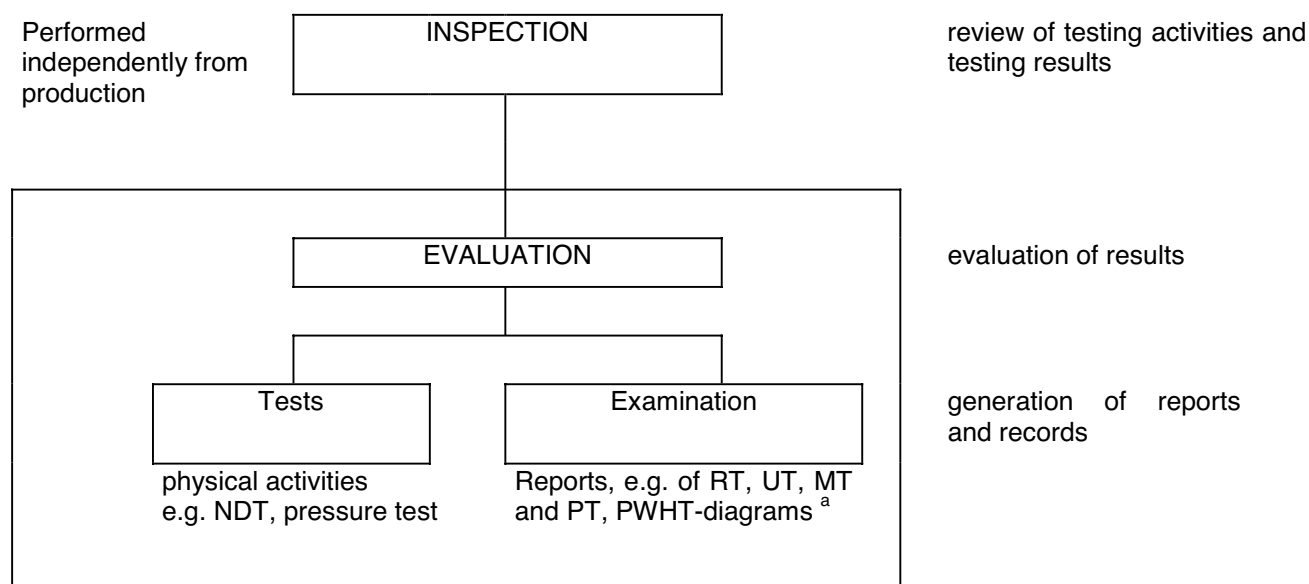 Performed
independently from
production
INSPECTION
review of testing activities and
testing results
EVALUATION
evaluation of results
Tests
Examination
generation of reports
and records
physical activities
e.g. NDT, pressure test
Reports, e.g. of RT, UT, MT
and PT, PWHT-diagrams a